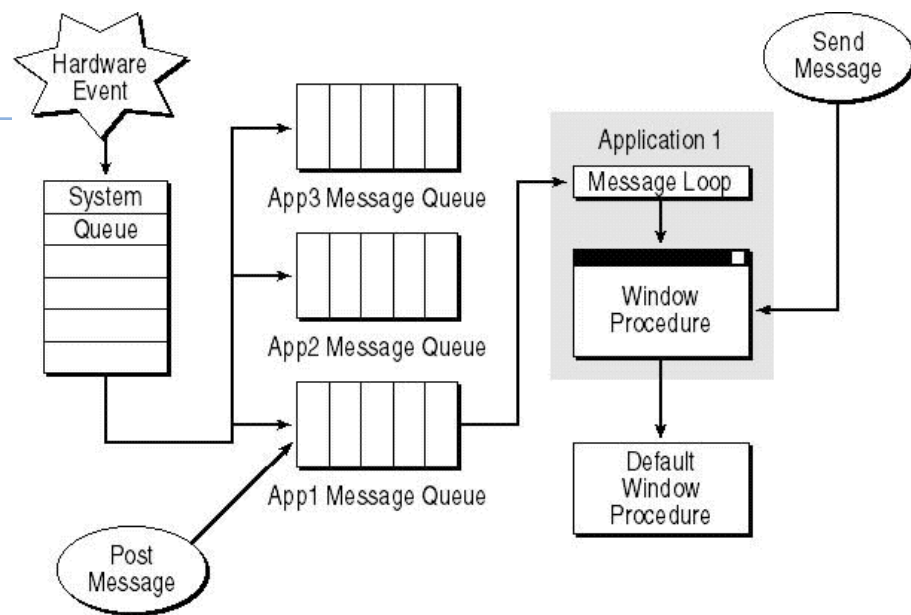 Hardware
Event
Send
Message
System
Queue
App3 Message Queue
App2 Message Queue
App1 Message Queue
Post
Message
Application 1
Message Loop
Window
Procedure
Default
Window
Procedure